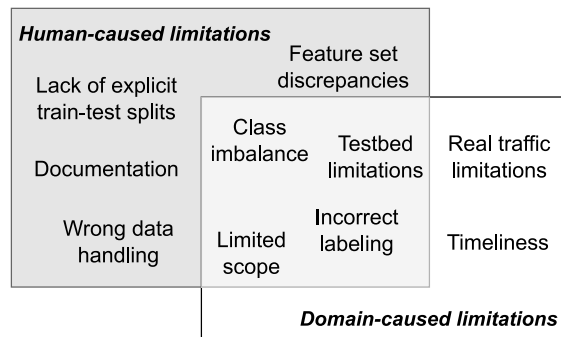 Human-caused limitations
Feature set
discrepancies
Lack of explicit
train-test splits
Class
imbalance
Testbed
limitations
Real traffic
limitations
Documentation
Wrong data
handling
Limited
scope
Incorrect
labeling
Timeliness
Domain-caused limitations